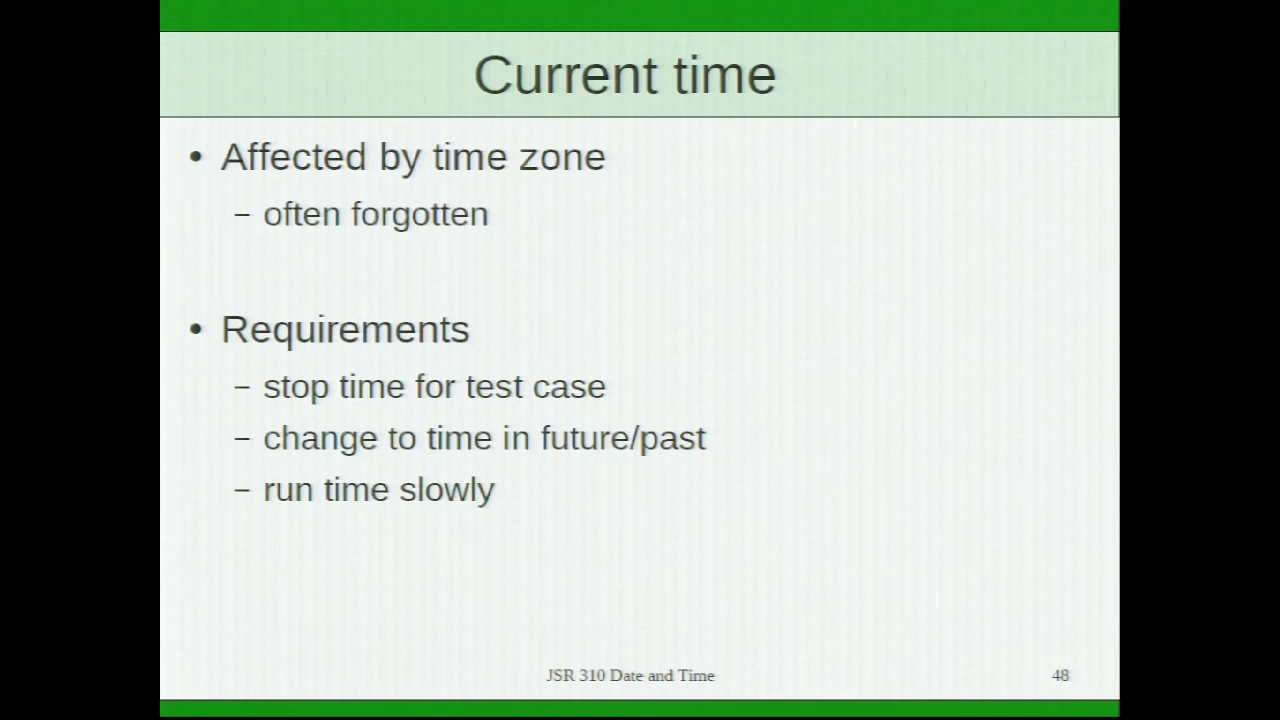 Current time
• Affected by time zone
– often forgotten
• Requirements
– stop time for test case
– change to time in future/past
– run time slowly
JSR 310 Date and Time
48